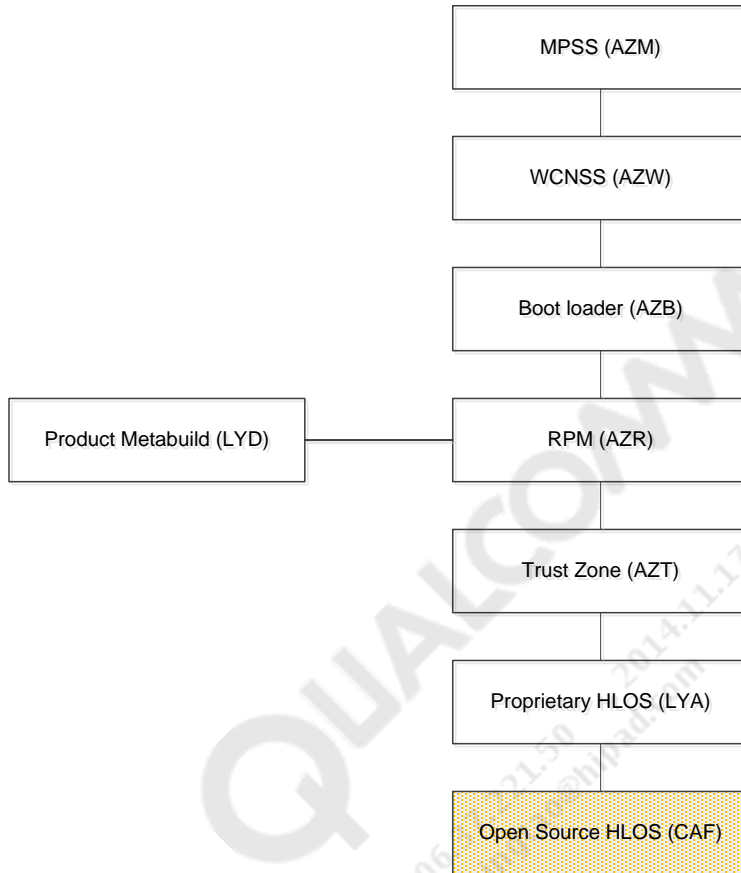 MPSS (AZM)
WCNSS (AZW)
Boot loader (AZB)
Product Metabuild (LYD)
RPM (AZR)
Trust Zone (AZT)
Proprietary HLOS (LYA)
Open Source HLOS (CAF)
QUALCOMM
2014.11.17